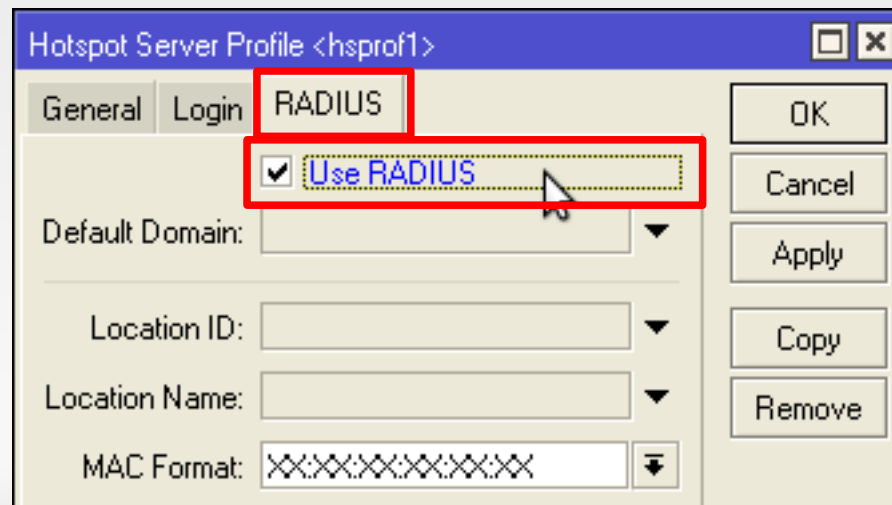 Hotspot Server Profile <hsprof1>
General Login RADIUS
Use RADIUS
Default Domain:
Location ID:
Location Name:
MAC Format: XX:XX:XX:XX:XX:XX
OK
Cancel
Apply
Copy
Remove